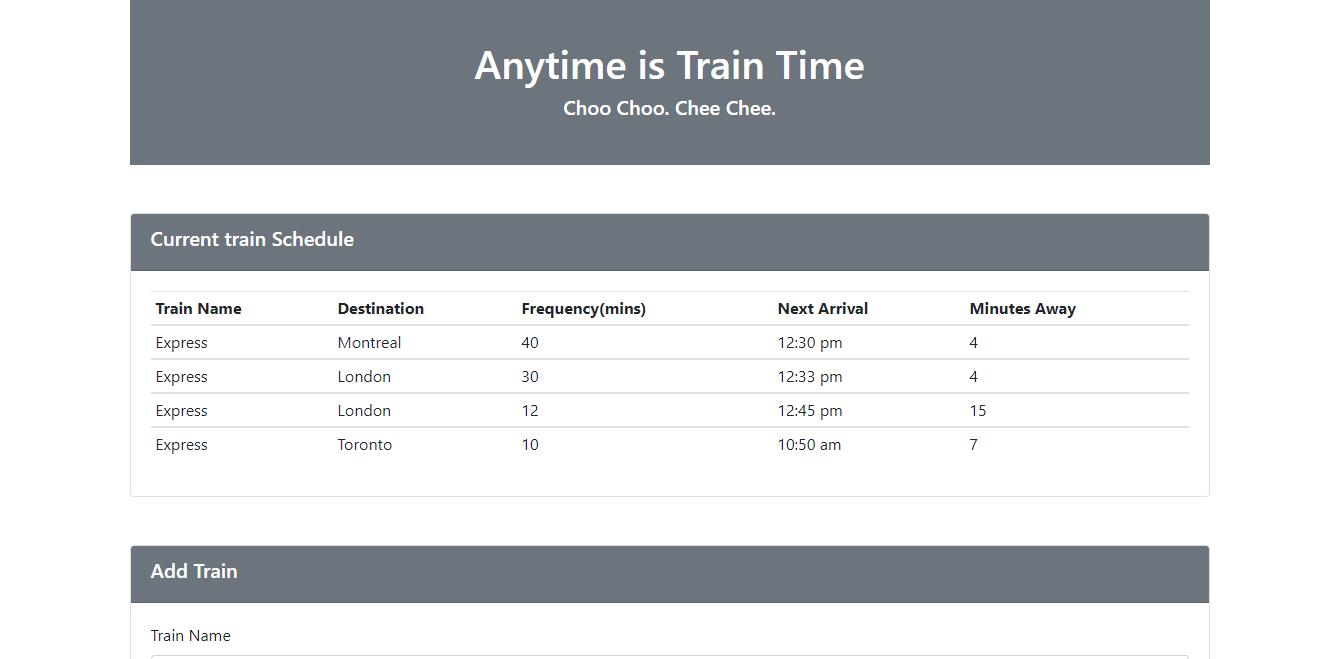 Anytime is Train Time
Choo Choo. Chee Chee.
Current train Schedule
Train Name Destination Frequency(mins) Next Arrival Minutes Away
Express Montreal 40 12:30 pm 4
Express London 30 12:33 pm 4
Express London 12 12:45 pm 15
Express Toronto 10 10:50 am 7
Add Train
Train Name